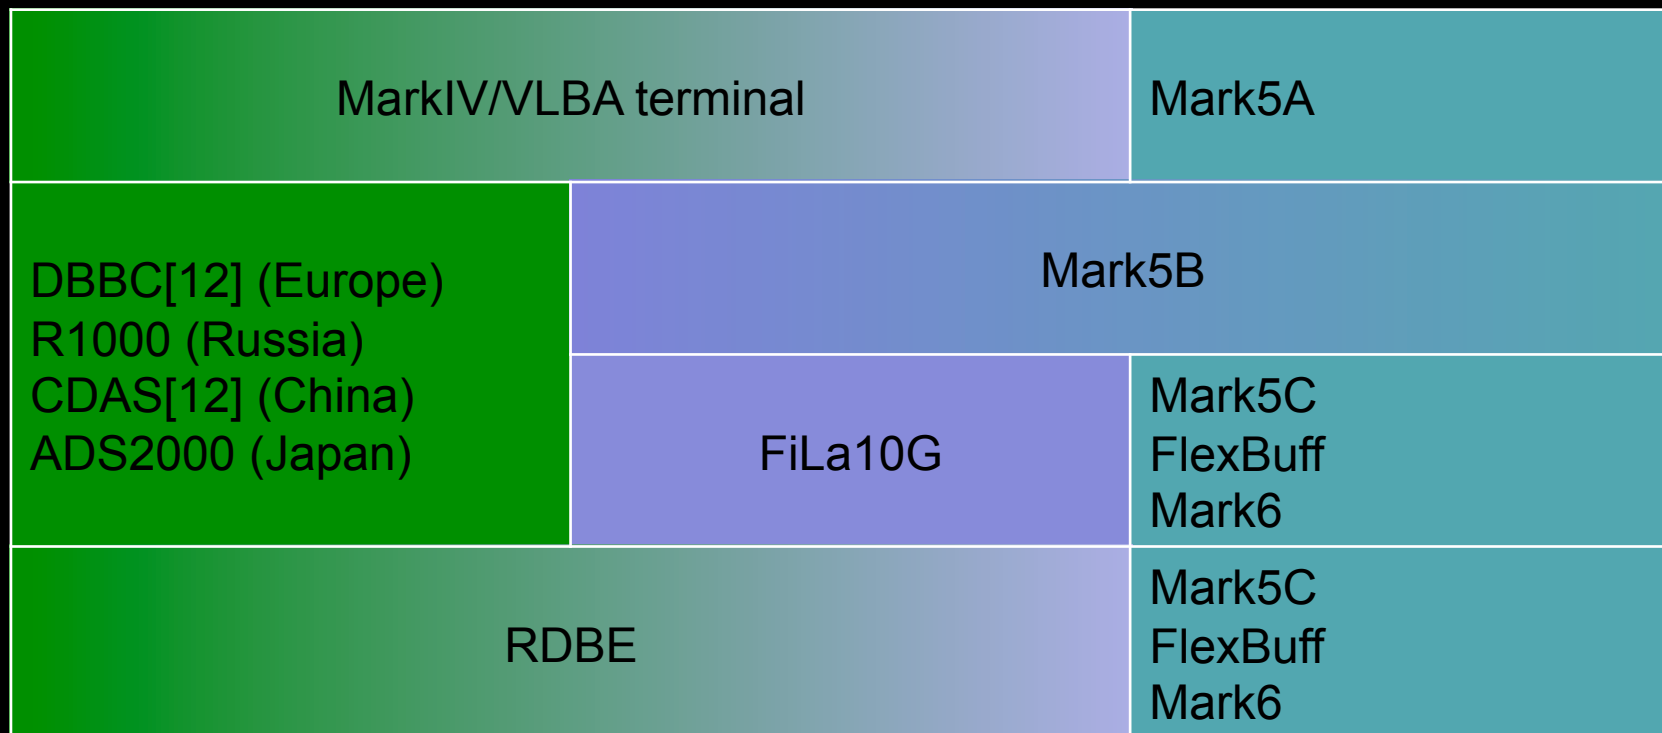 MarkIV/VLBA terminal
Mark5A
DBBC[12] (Europe)
R1000 (Russia)
CDAS[12] (China)
ADS2000 (Japan)
Mark5B
FiLa10G
Mark5C
FlexBuff
Mark6
RDBE
Mark5C
FlexBuff
Mark6